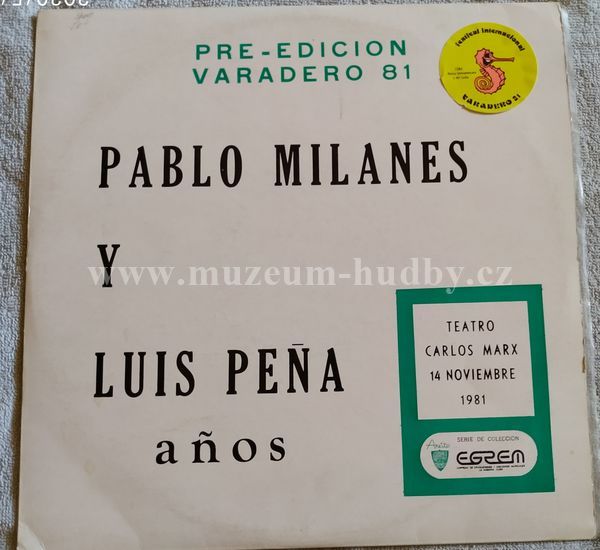 PRE-EDICION
VARADERO 81
festival internacional
VARADERO 81
PABLO MILANES
Y
www.muzeum-hudby.cz
LUIS PEÑA
años
TEATRO
CARLOS MARX
14 NOVIEMBRE
1981
Areito
SERIE DE COLECCION
EGREM